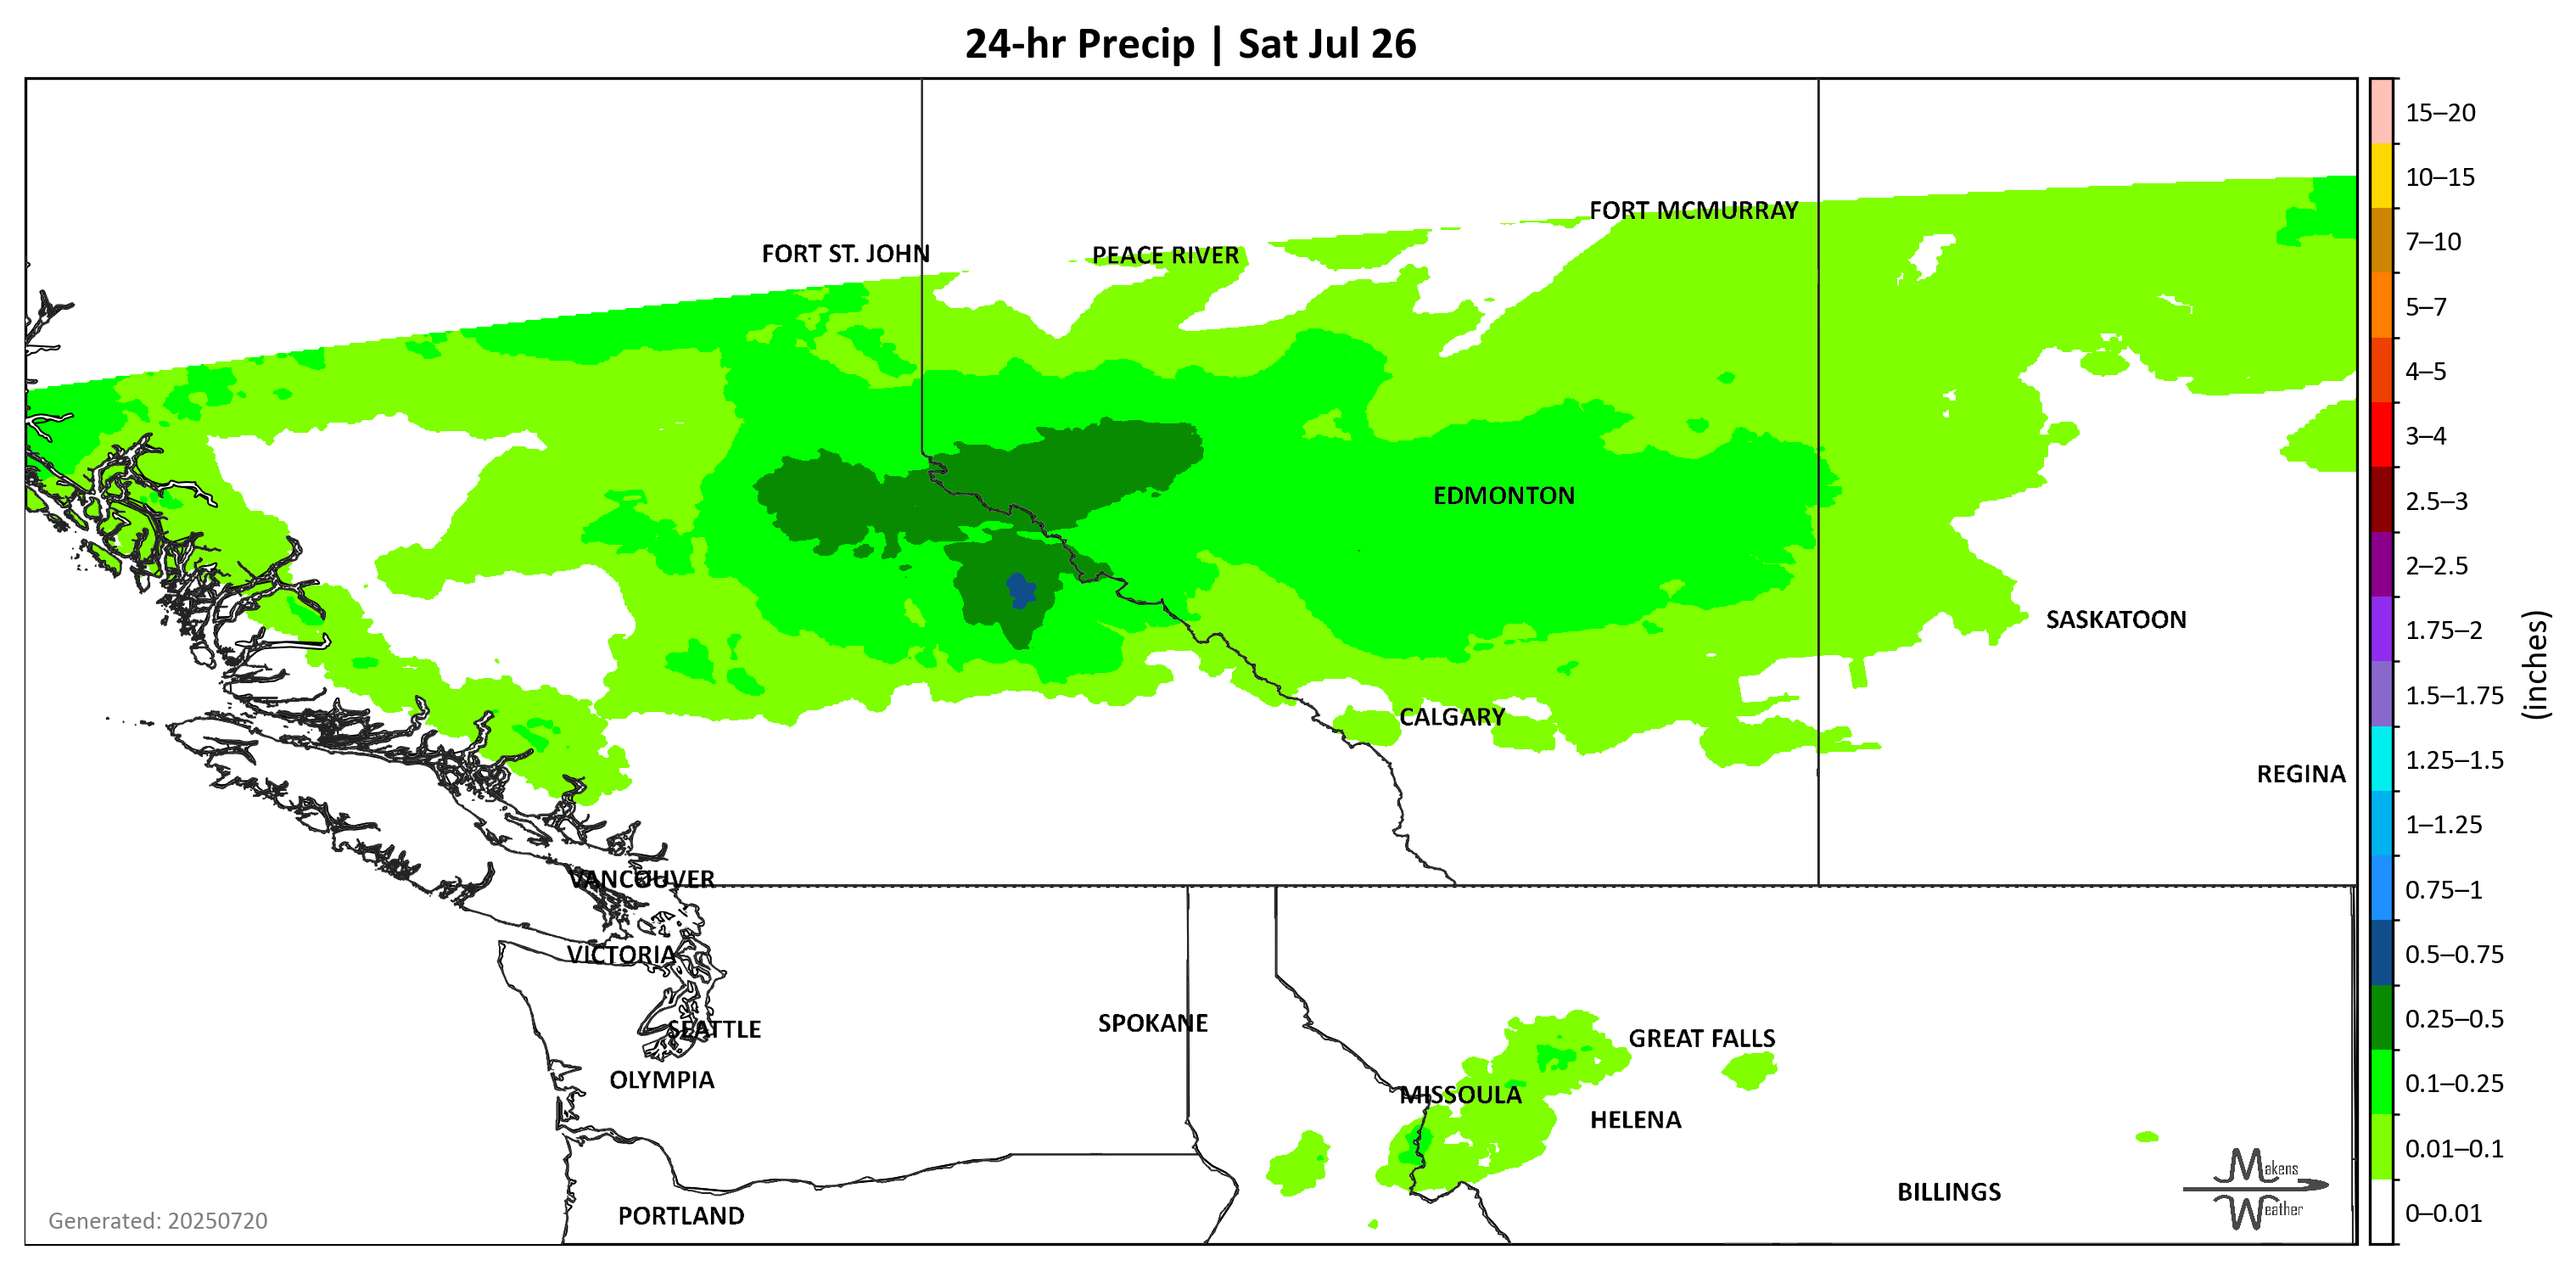 24-hr Precip | Sat Jul 26
FORT MCMURRAY
FORT ST. JOHN
PEACE RIVER
EDMONTON
SASKATOON
CALGARY
REGINA
VANCOUVER
VICTORIA
SEATTLE
SPOKANE
GREAT FALLS
OLYMPIA
MISSOULA
HELENA
PORTLAND
BILLINGS
Generated: 20250720
Makens
Weather
15–20
10–15
7–10
5–7
4–5
3–4
2.5–3
2–2.5
1.75–2
1.5–1.75
1.25–1.5
1–1.25
0.75–1
0.5–0.75
0.25–0.5
0.1–0.25
0.01–0.1
0–0.01
(inches)